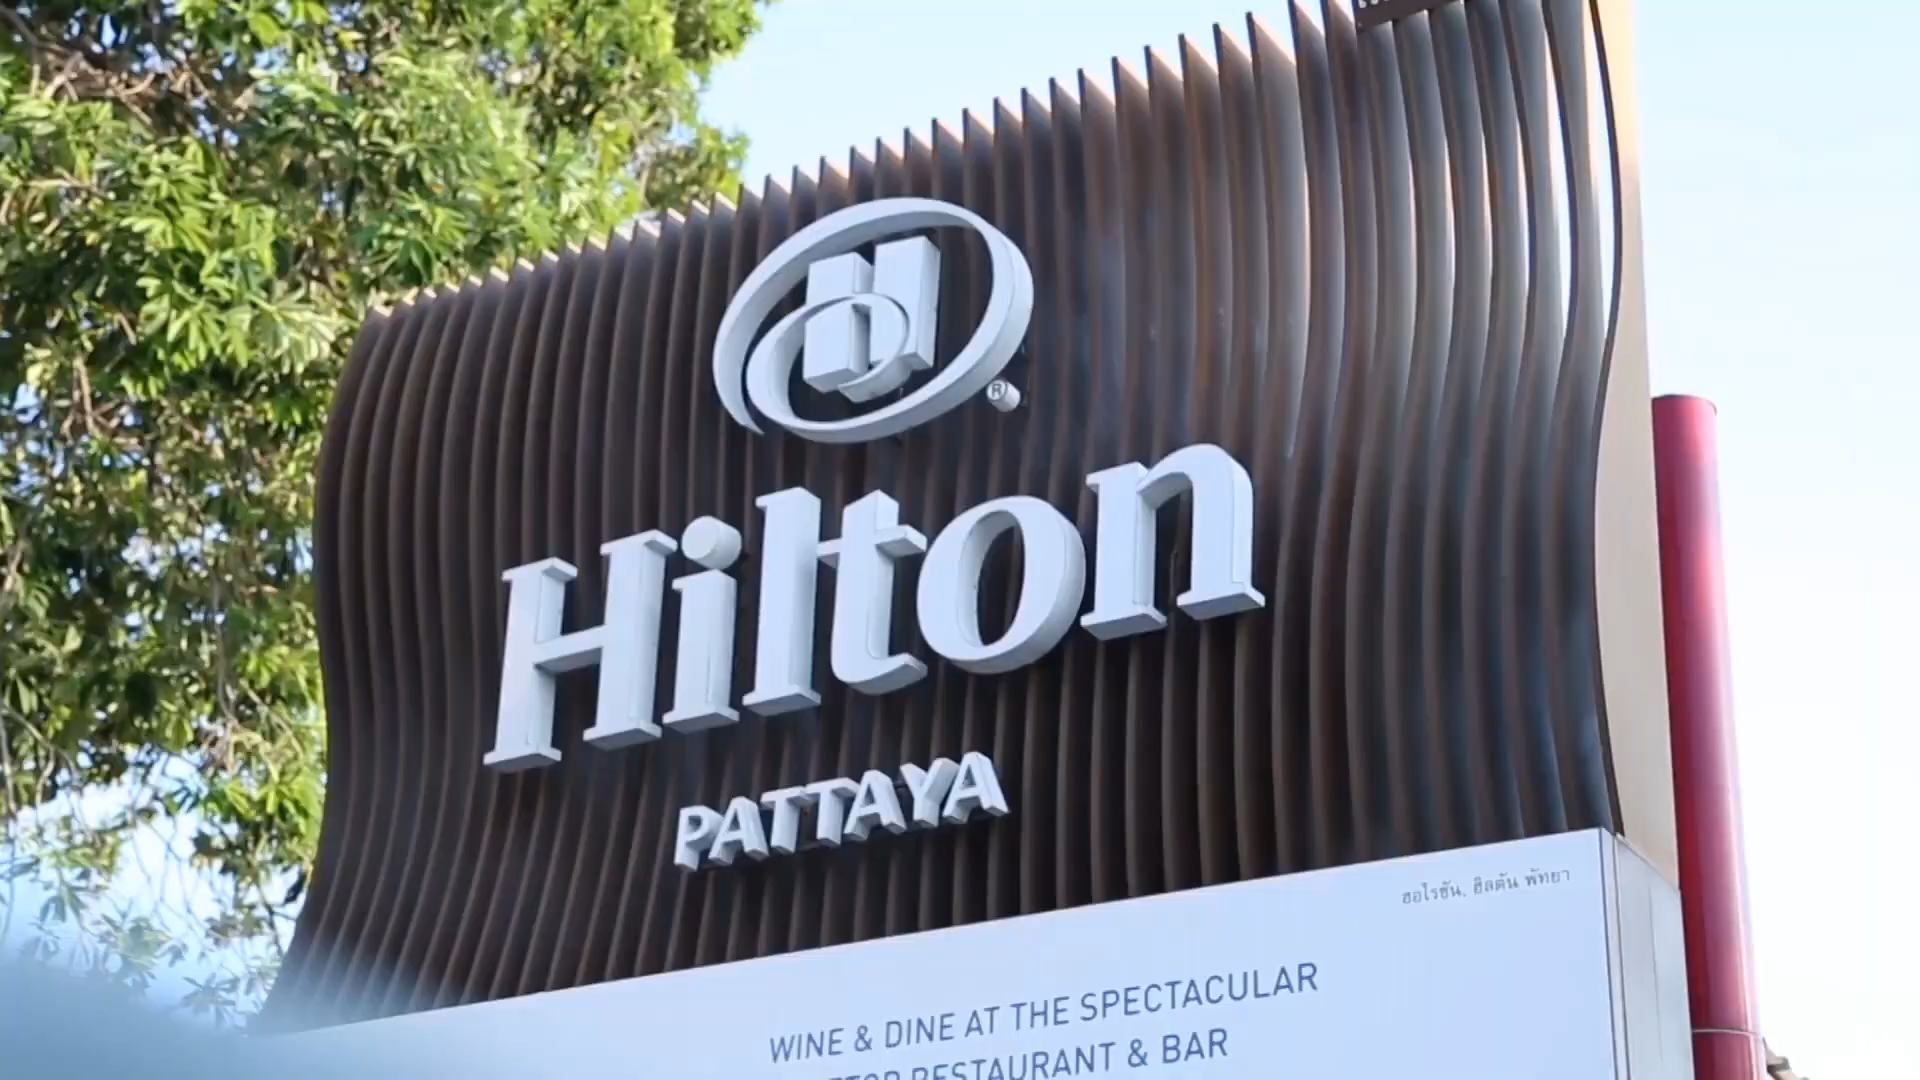 ®
Hilton
PATTAYA
ฮอไรซัน, ฮิลตัน พัทยา
WINE & DINE AT THE SPECTACULAR
RESTAURANT & BAR